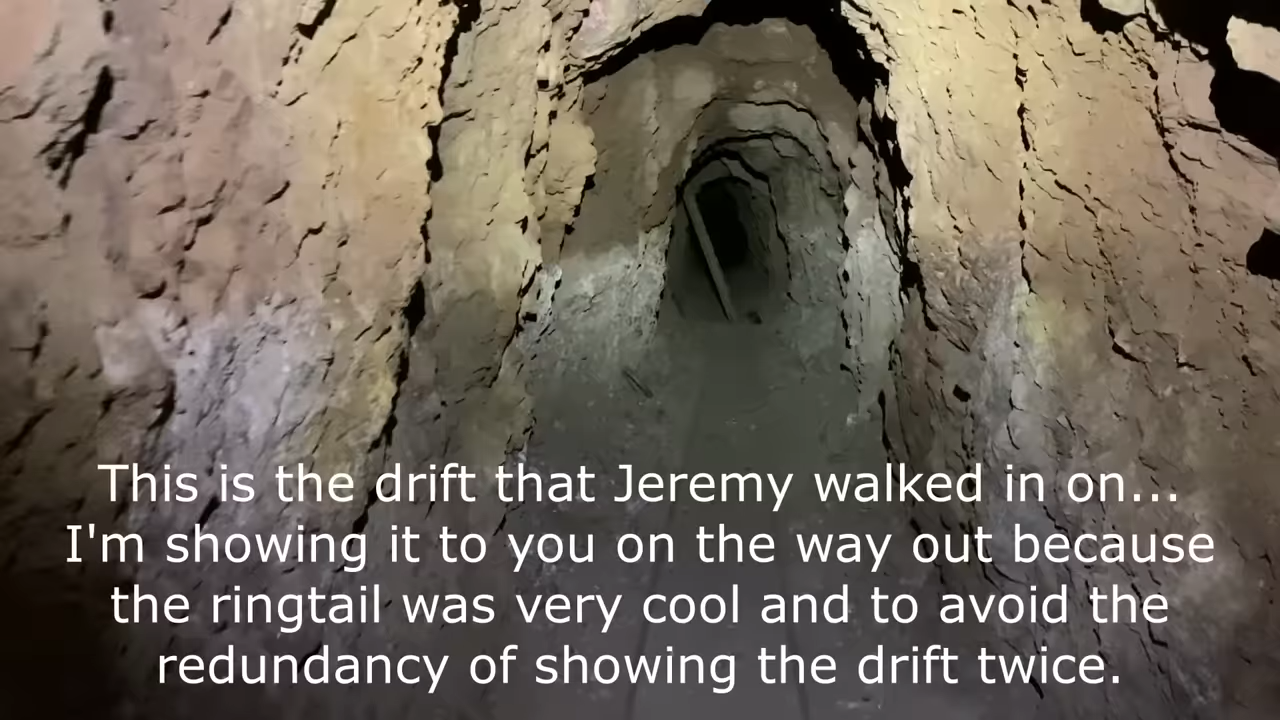 This is the drift that Jeremy walked in on...
I'm showing it to you on the way out because
the ringtail was very cool and to avoid the
redundancy of showing the drift twice.